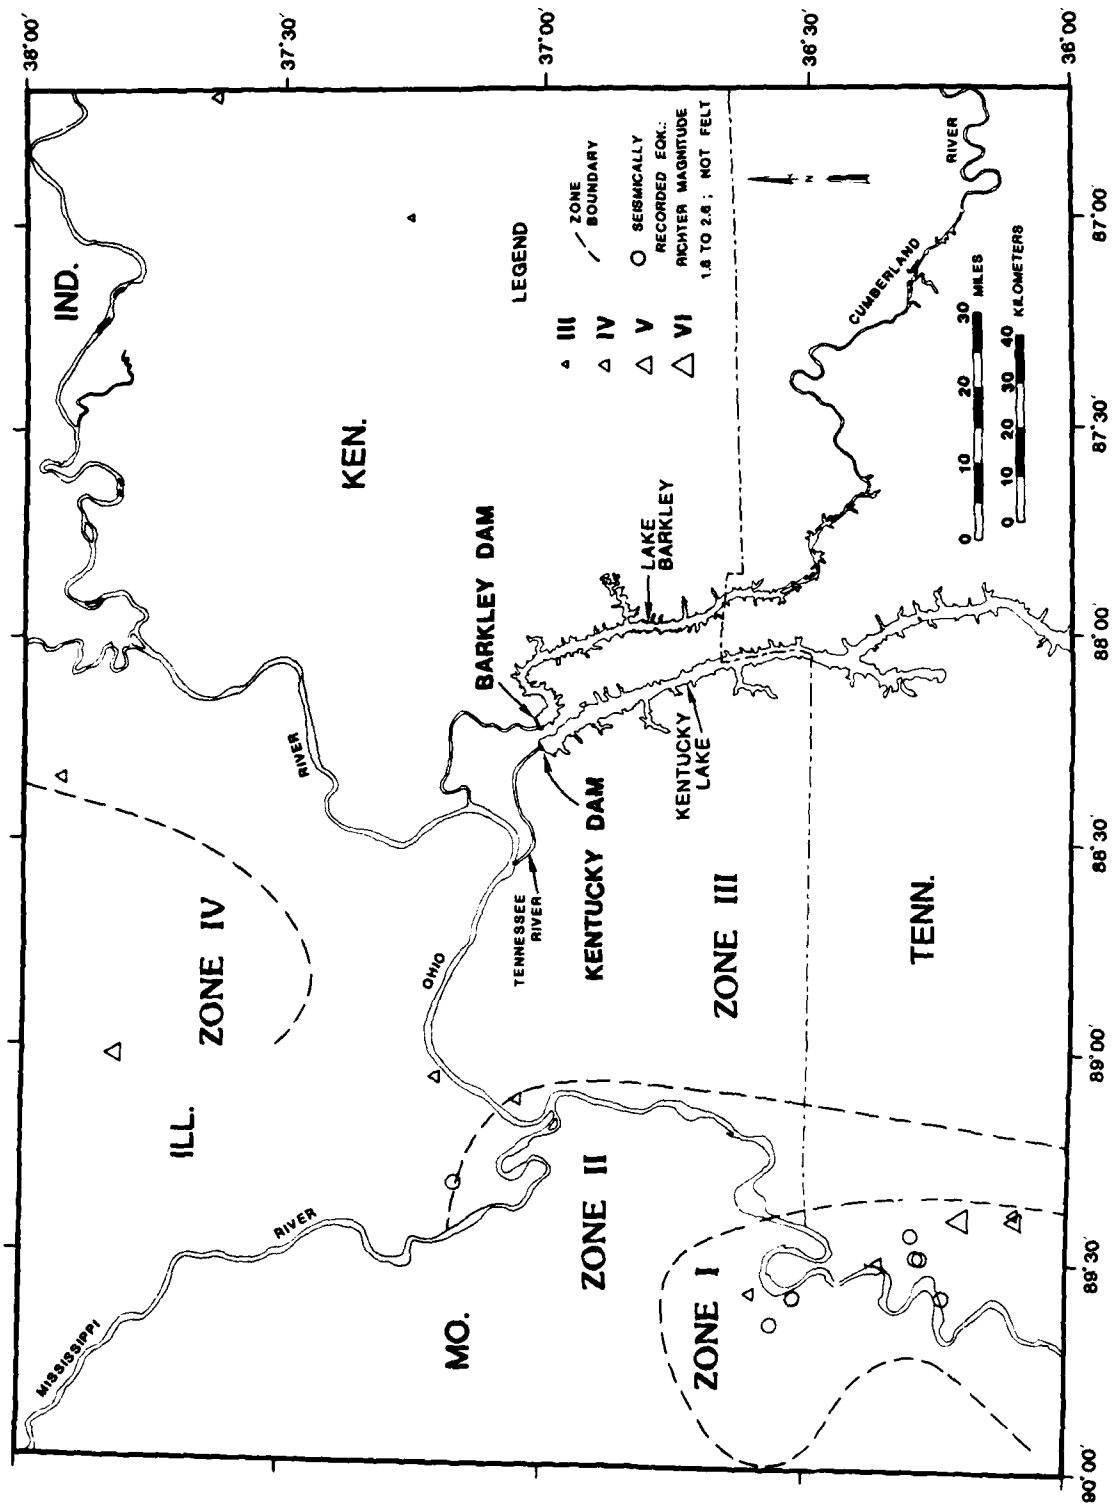 38°00'
37°30'
37°00'
36°30'
36°00'
IND.
KEN.
ILL.
MO.
TENN.
ZONE IV
ZONE III
ZONE II
ZONE I
MISSISSIPPI
RIVER
OHIO
RIVER
TENNESSEE
RIVER
CUMBERLAND
RIVER
BARKLEY DAM
KENTUCKY DAM
LAKE
BARKLEY
KENTUCKY
LAKE
LEGEND
III
IV
V
VI
ZONE
BOUNDARY
SEISMICALLY
RECORDED EQK.:
RICHTER MAGNITUDE
1.8 TO 2.6 ; NOT FELT
N
0 10 20 30
MILES
0 10 20 30 40
KILOMETERS
90°00'
89°30'
89°00'
88°30'
88°00'
87°30'
87°00'